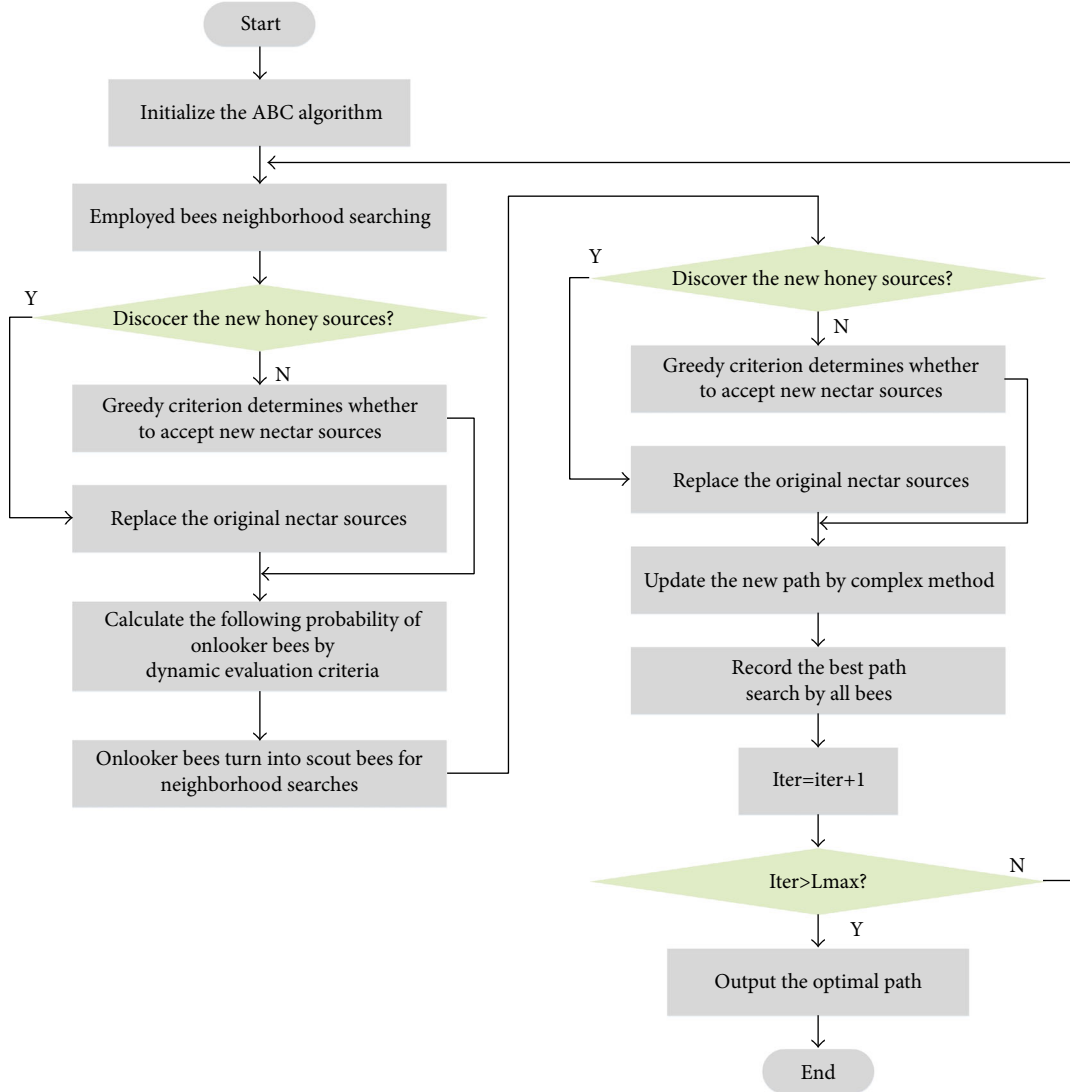 Start
Initialize the ABC algorithm
Employed bees neighborhood searching
Y
Discocer the new honey sources?
N
Greedy criterion determines whether
to accept new nectar sources
Replace the original nectar sources
Calculate the following probability of
onlooker bees by
dynamic evaluation criteria
Onlooker bees turn into scout bees for
neighborhood searches
Y
Discover the new honey sources?
N
Greedy criterion determines whether
to accept new nectar sources
Replace the original nectar sources
Update the new path by complex method
Record the best path
search by all bees
Iter=iter+1
Iter>Lmax?
N
Y
Output the optimal path
End